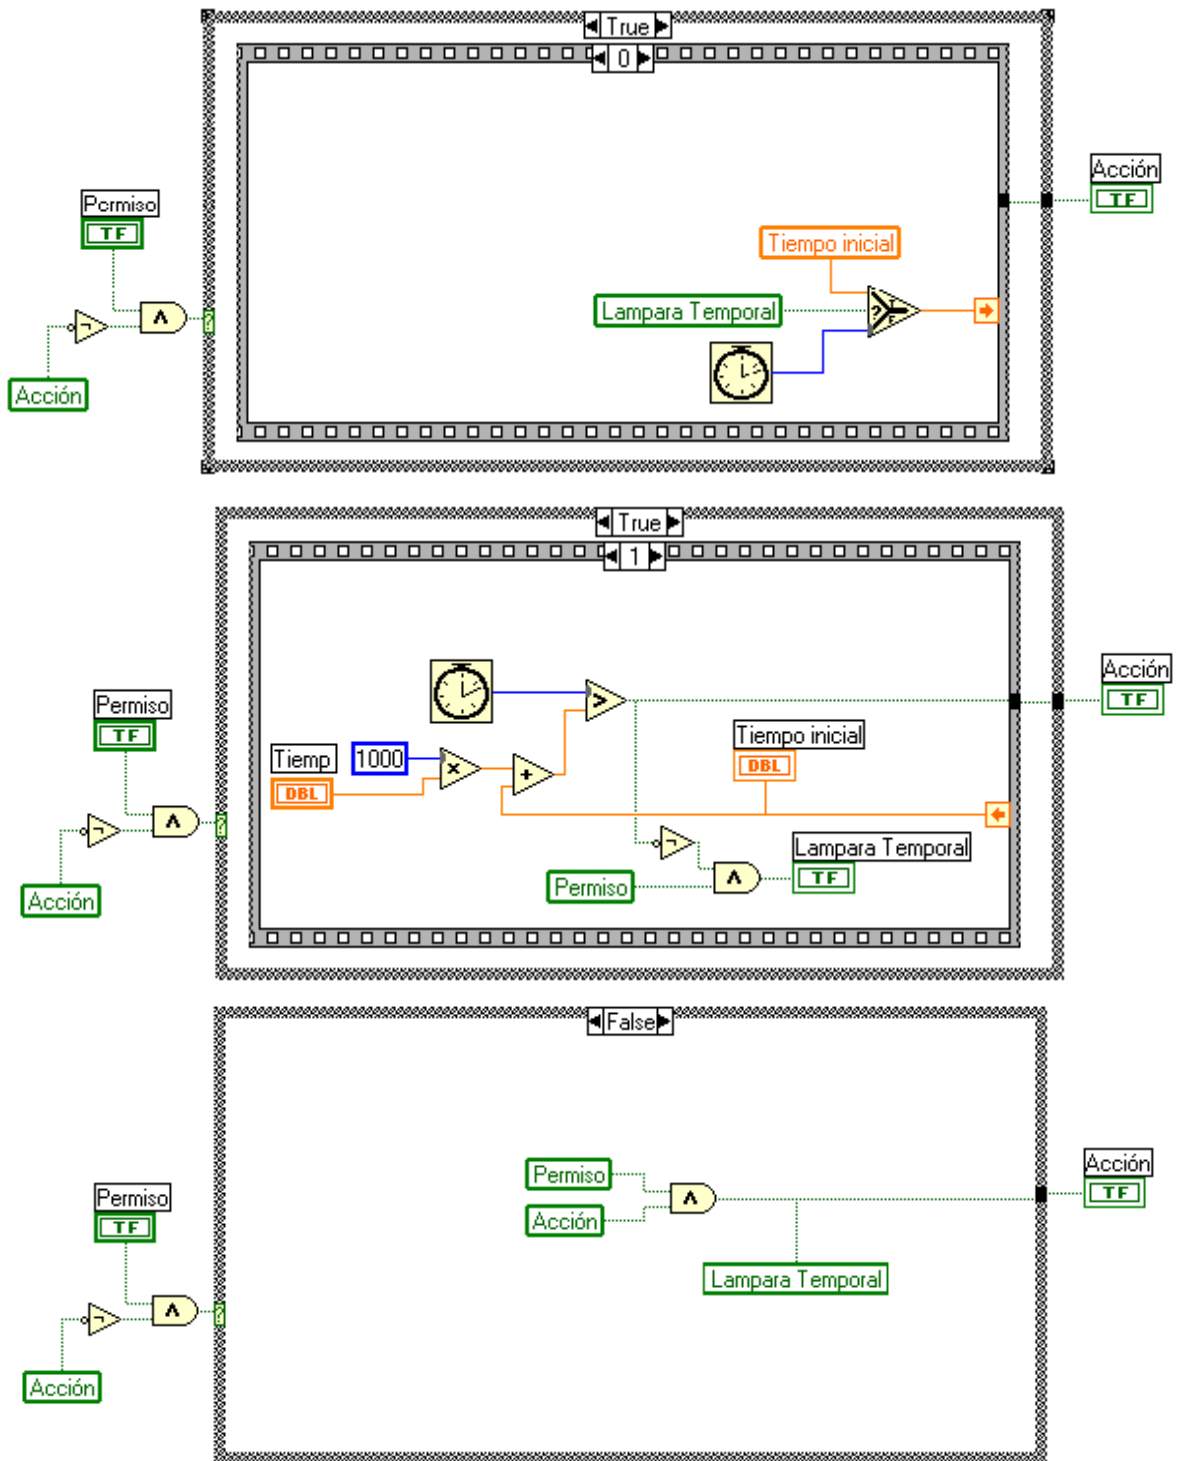 True
0
Acción
TF
Permiso
TF
Tiempo inicial
Lampara Temporal
?
T
F
?
Acción
True
1
Acción
TF
Permiso
TF
>
Tiempo inicial
DBL
Tiemp
1000
DBL
x
+
Lampara Temporal
TF
?
Permiso
Acción
False
Acción
TF
Permiso
Permiso
TF
Acción
Lampara Temporal
?
Acción